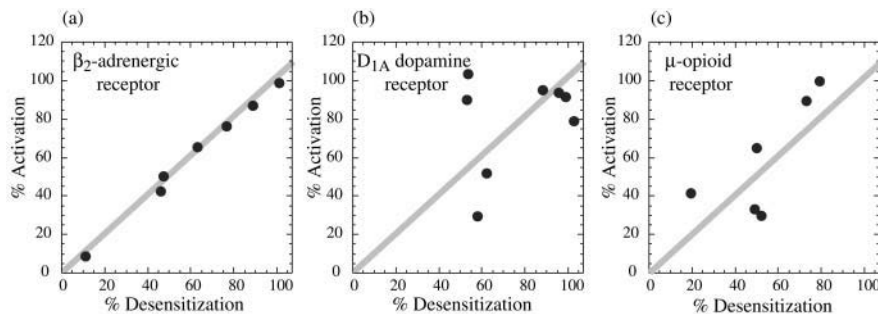 (a)
β2-adrenergic
receptor
120
100
80
60
40
20
0
% Activation
0 20 40 60 80 100
% Desensitization
(b)
D1A dopamine
receptor
120
100
80
60
40
20
0
% Activation
0 20 40 60 80 100
% Desensitization
(c)
μ-opioid
receptor
120
100
80
60
40
20
0
% Activation
0 20 40 60 80 100
% Desensitization